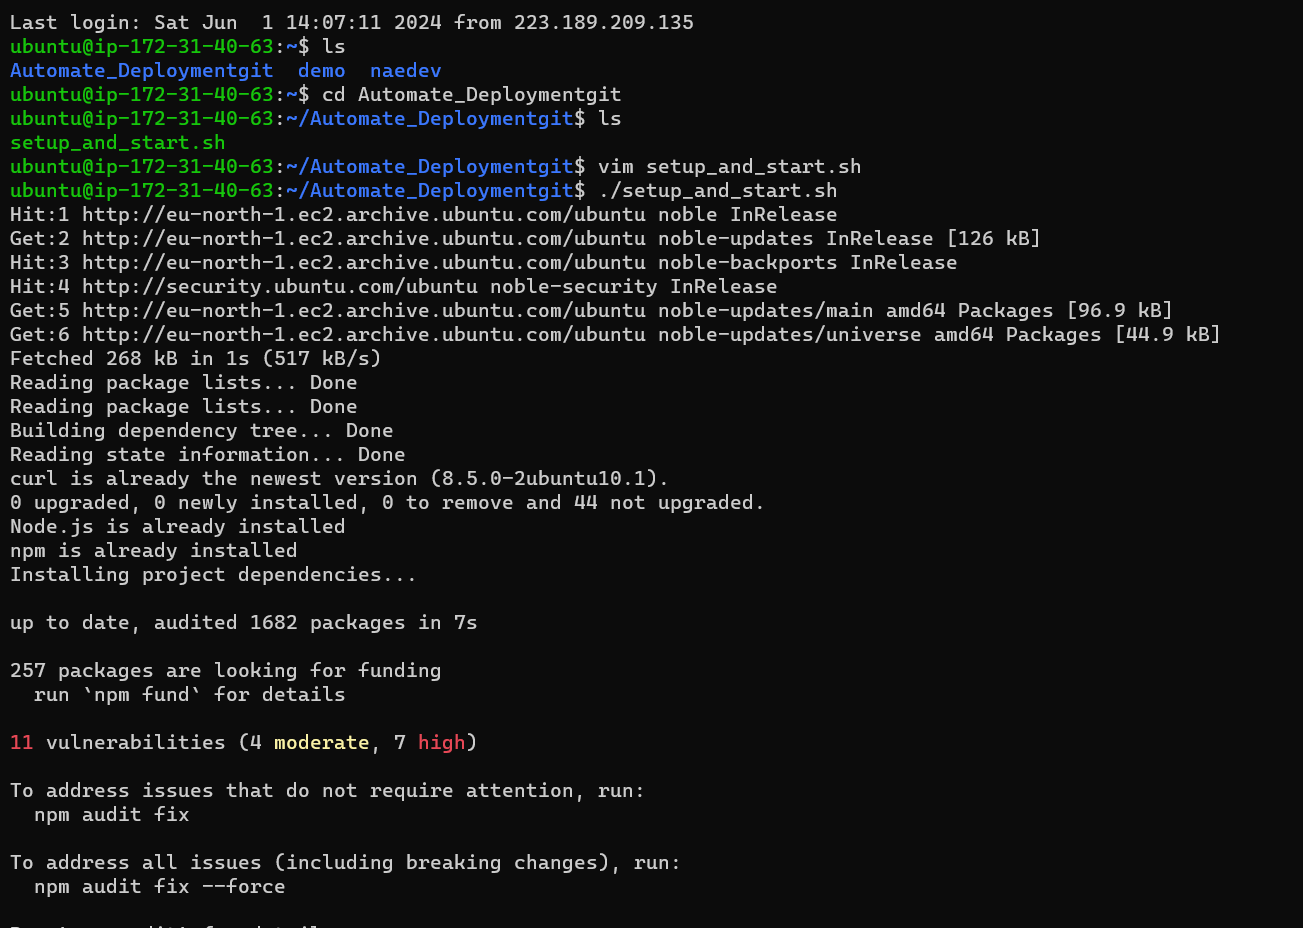 Last login: Sat Jun  1 14:07:11 2024 from 223.189.209.135
ubuntu@ip-172-31-40-63:~$ ls
Automate_Deploymentgit  demo  naedev
ubuntu@ip-172-31-40-63:~$ cd Automate_Deploymentgit
ubuntu@ip-172-31-40-63:~/Automate_Deploymentgit$ ls
setup_and_start.sh
ubuntu@ip-172-31-40-63:~/Automate_Deploymentgit$ vim setup_and_start.sh
ubuntu@ip-172-31-40-63:~/Automate_Deploymentgit$ ./setup_and_start.sh
Hit:1 http://eu-north-1.ec2.archive.ubuntu.com/ubuntu noble InRelease
Get:2 http://eu-north-1.ec2.archive.ubuntu.com/ubuntu noble-updates InRelease [126 kB]
Hit:3 http://eu-north-1.ec2.archive.ubuntu.com/ubuntu noble-backports InRelease
Hit:4 http://security.ubuntu.com/ubuntu noble-security InRelease
Get:5 http://eu-north-1.ec2.archive.ubuntu.com/ubuntu noble-updates/main amd64 Packages [96.9 kB]
Get:6 http://eu-north-1.ec2.archive.ubuntu.com/ubuntu noble-updates/universe amd64 Packages [44.9 kB]
Fetched 268 kB in 1s (517 kB/s)
Reading package lists... Done
Reading package lists... Done
Building dependency tree... Done
Reading state information... Done
curl is already the newest version (8.5.0-2ubuntu10.1).
0 upgraded, 0 newly installed, 0 to remove and 44 not upgraded.
Node.js is already installed
npm is already installed
Installing project dependencies...

up to date, audited 1682 packages in 7s

257 packages are looking for funding
  run `npm fund` for details

11 vulnerabilities (4 moderate, 7 high)

To address issues that do not require attention, run:
  npm audit fix

To address all issues (including breaking changes), run:
  npm audit fix --force